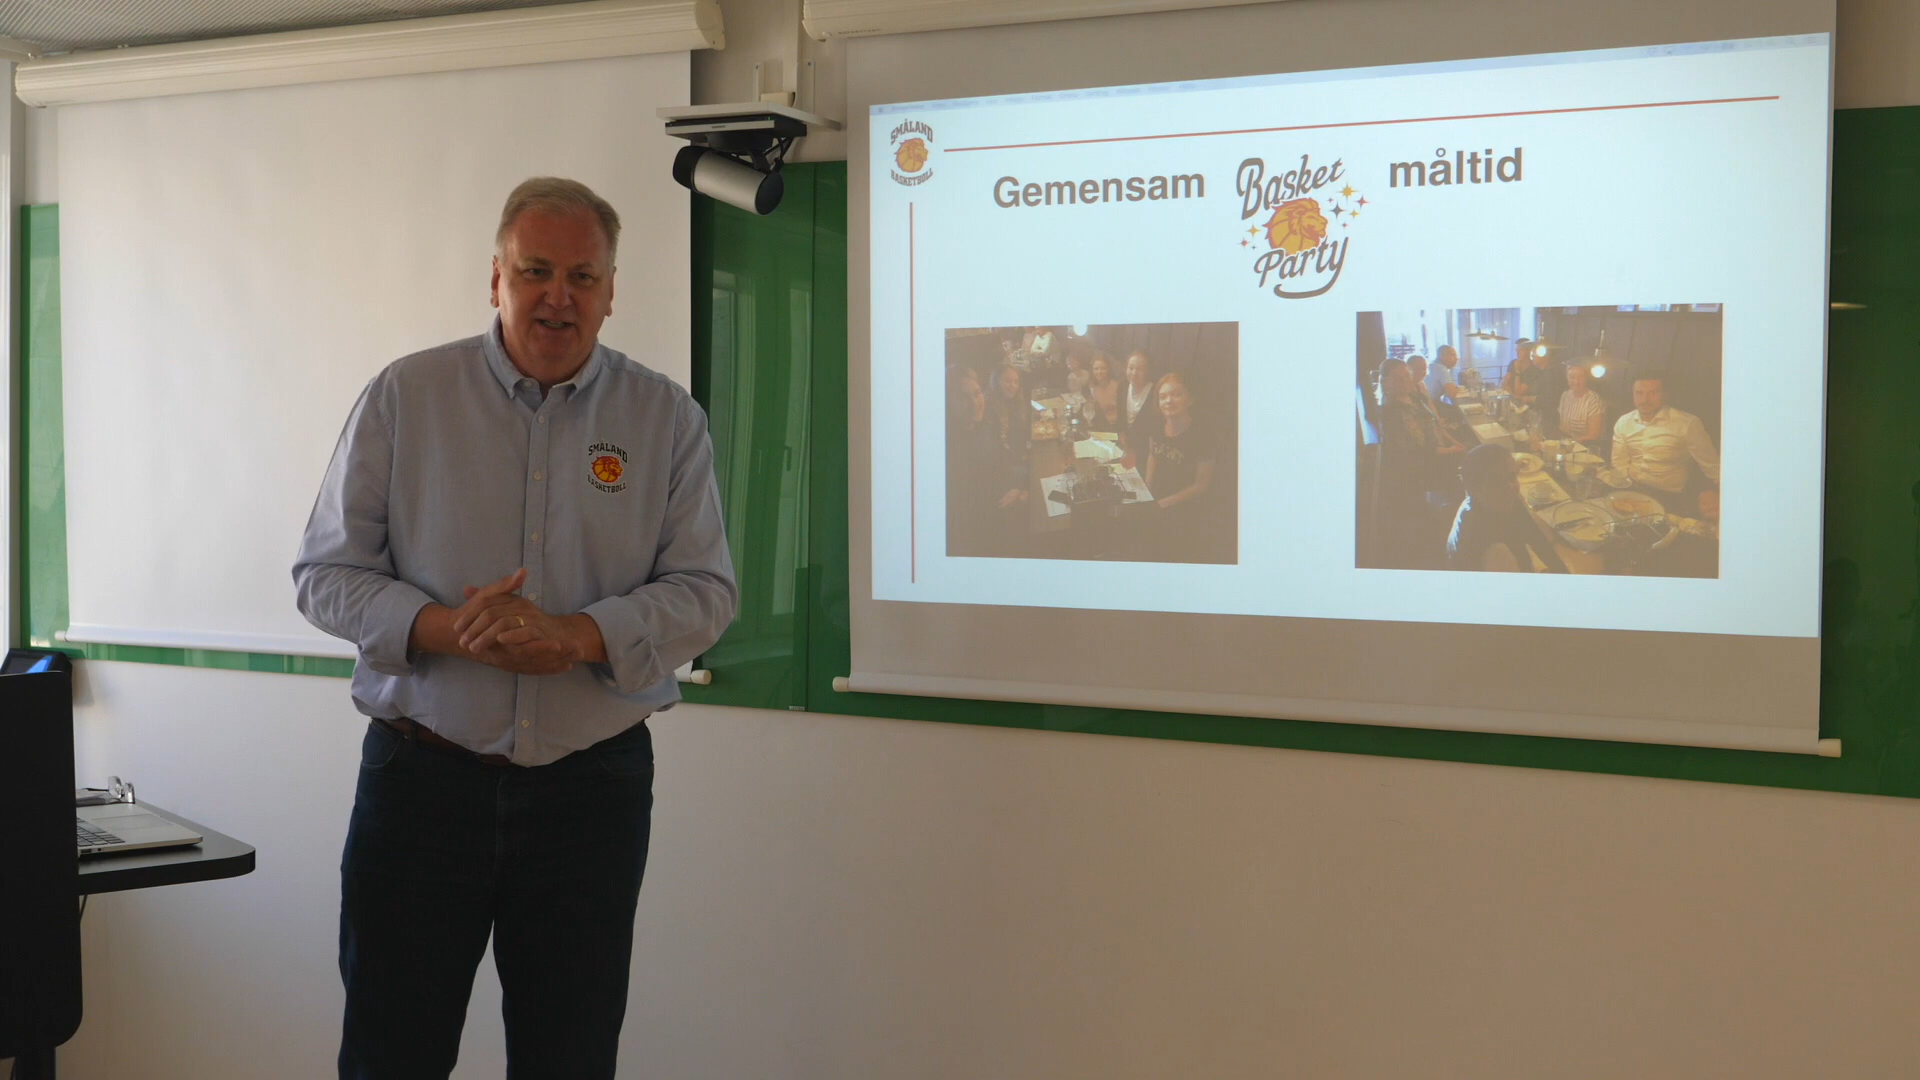 SMÅLAND
BASKETBOLL
Gemensam Basket Party måltid
SMÅLAND
BASKETBOLL